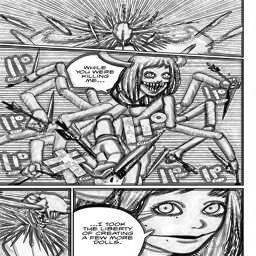 WHILE
YOU WERE
KILLING
ME...
I TOOK
THE LIBERTY
OF CREATING
A FEW MORE
DOLLS.